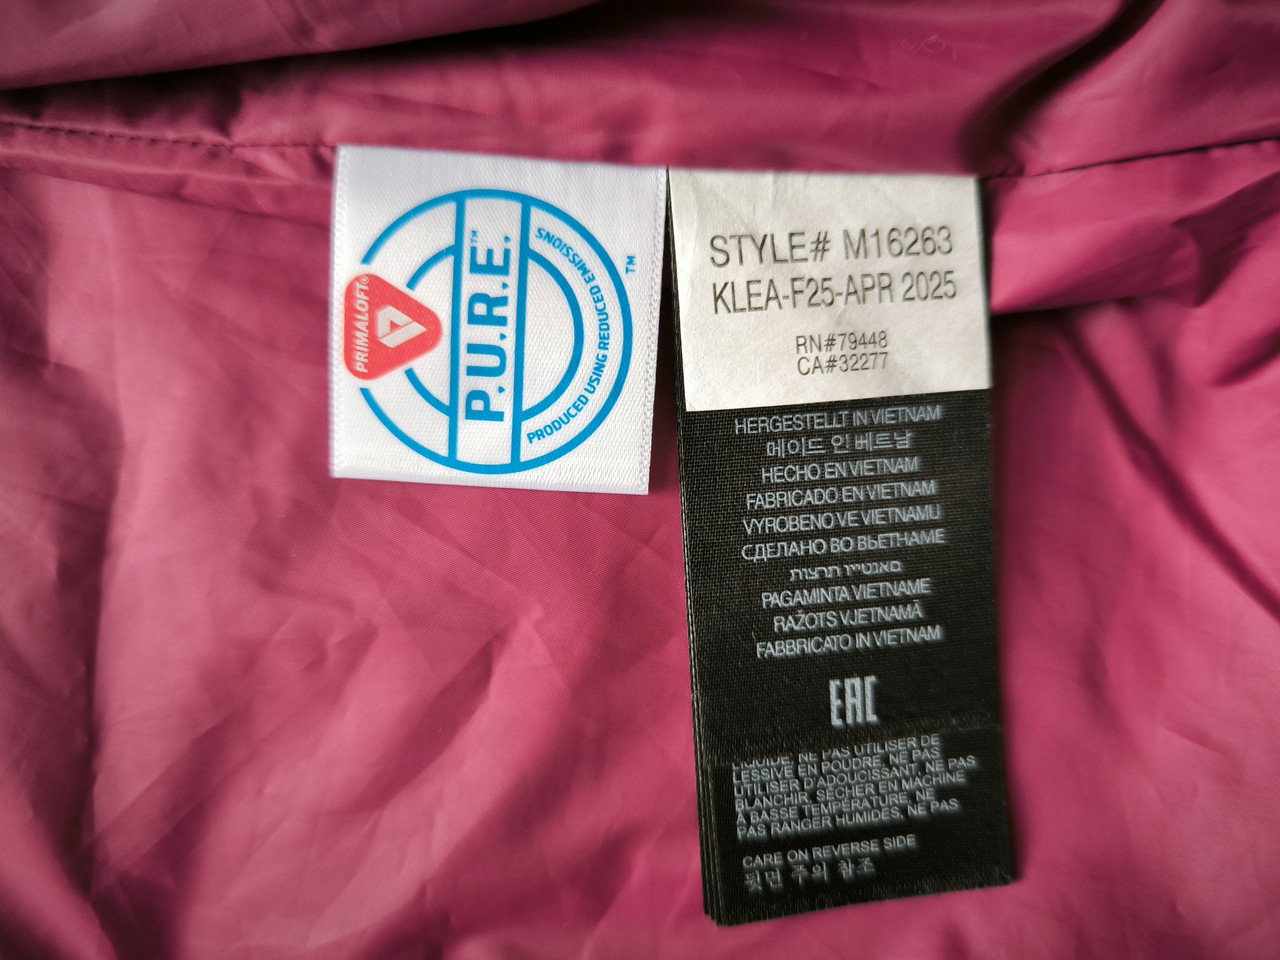 PRIMALOFT®
P.U.R.E.™
PRODUCED USING REDUCED EMISSIONS
™
STYLE# M16263
KLEA-F25-APR 2025
RN#79448
CA#32277
HERGESTELLT IN VIETNAM
메이드 인 베트남
HECHO EN VIETNAM
FABRICADO EN VIETNAM
VYROBENO VE VIETNAMU
СДЕЛАНО ВО ВЬЕТНАМЕ
PAGAMINTA VIETNAME
RAŽOTS VJETNAMĀ
FABBRICATO IN VIETNAM
EAC
NE PAS UTILISER DE
LESSIVE EN POUDRE, NE PAS
UTILISER D'ADOUCISSANT, NE PAS
BLANCHIR, SÉCHER EN MACHINE
À BASSE TEMPÉRATURE, NE
PAS RANGER HUMIDES, NE PAS
CARE ON REVERSE SIDE
뒷면 주의 참조